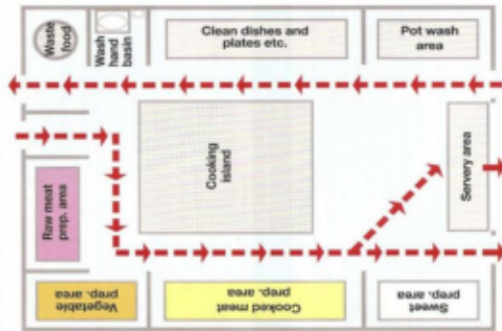 Waste
food
Wash
hand
basin
Clean dishes and
plates etc.
Pot wash
area
Raw meat
prep. area
Cooking
island
Servery area
Vegetable
prep. area
Cooked meat
prep. area
Sweet
prep. area